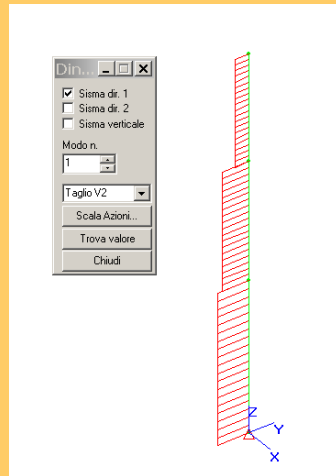 Din...
Sisma dir. 1
Sisma dir. 2
Sisma verticale
Modo n.
1
Taglio V2
Scala Azioni...
Trova valore
Chiudi
Z
Y
X